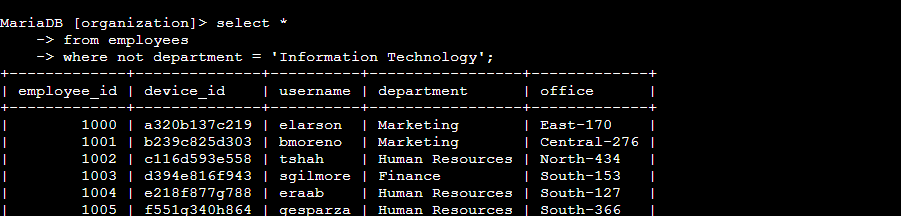 MariaDB [organization]> select *
    -> from employees
    -> where not department = 'Information Technology';
+-------------+--------------+----------+-----------------+-------------+
| employee_id | device_id    | username | department      | office      |
+-------------+--------------+----------+-----------------+-------------+
|        1000 | a320b137c219 | elarson  | Marketing       | East-170    |
|        1001 | b239c825d303 | bmoreno  | Marketing       | Central-276 |
|        1002 | c116d593e558 | tshah    | Human Resources | North-434   |
|        1003 | d394e816f943 | sgilmore | Finance         | South-153   |
|        1004 | e218f877g788 | eraab    | Human Resources | South-127   |
|        1005 | f551g340h864 | gesparza | Human Resources | South-366   |